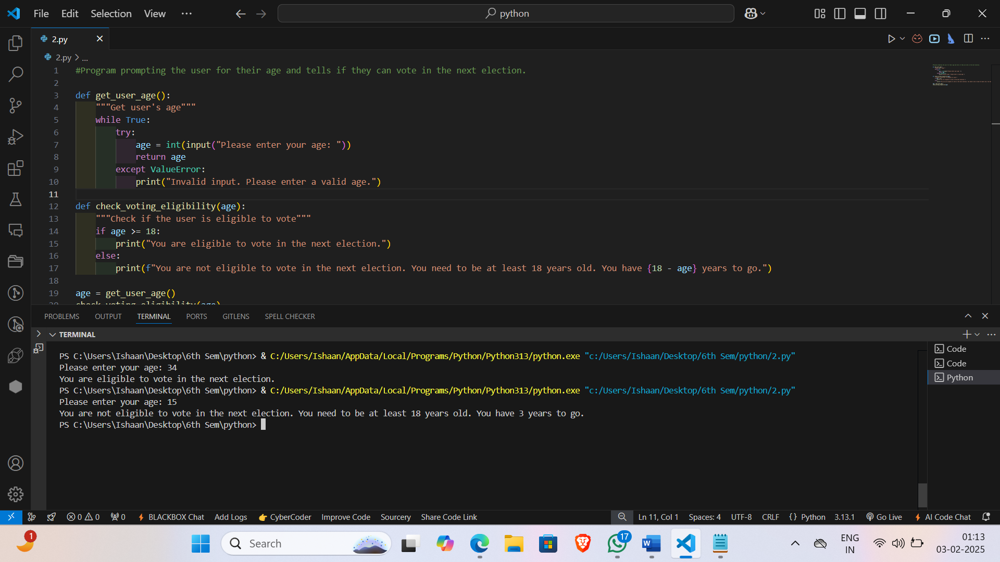 File Edit Selection View ... python
2.py
2.py > ...
1 #Program prompting the user for their age and tells if they can vote in the next election.
2
3 def get_user_age():
4 """Get user's age"""
5 while True:
6 try:
7 age = int(input("Please enter your age: "))
8 return age
9 except ValueError:
10 print("Invalid input. Please enter a valid age.")
11
12 def check_voting_eligibility(age):
13 """Check if the user is eligible to vote"""
14 if age >= 18:
15 print("You are eligible to vote in the next election.")
16 else:
17 print(f"You are not eligible to vote in the next election. You need to be at least 18 years old. You have {18 - age} years to go.")
18
19 age = get_user_age()
20 check_voting_eligibility(age)
PROBLEMS OUTPUT TERMINAL PORTS GITLENS SPELL CHECKER
TERMINAL
PS C:\Users\Ishaan\Desktop\6th Sem\python> & C:/Users/Ishaan/AppData/Local/Programs/Python/Python313/python.exe "c:/Users/Ishaan/Desktop/6th Sem/python/2.py"
Please enter your age: 34
You are eligible to vote in the next election.
PS C:\Users\Ishaan\Desktop\6th Sem\python> & C:/Users/Ishaan/AppData/Local/Programs/Python/Python313/python.exe "c:/Users/Ishaan/Desktop/6th Sem/python/2.py"
Please enter your age: 15
You are not eligible to vote in the next election. You need to be at least 18 years old. You have 3 years to go.
PS C:\Users\Ishaan\Desktop\6th Sem\python>
Code
Code
Python
0 0 0 BLACKBOX Chat Add Logs CyberCoder Improve Code Sourcery Share Code Link Ln 11, Col 1 Spaces: 4 UTF-8 CRLF {} Python 3.13.1 Go Live AI Code Chat
1 Search 17 W ENG IN 01:13
03-02-2025